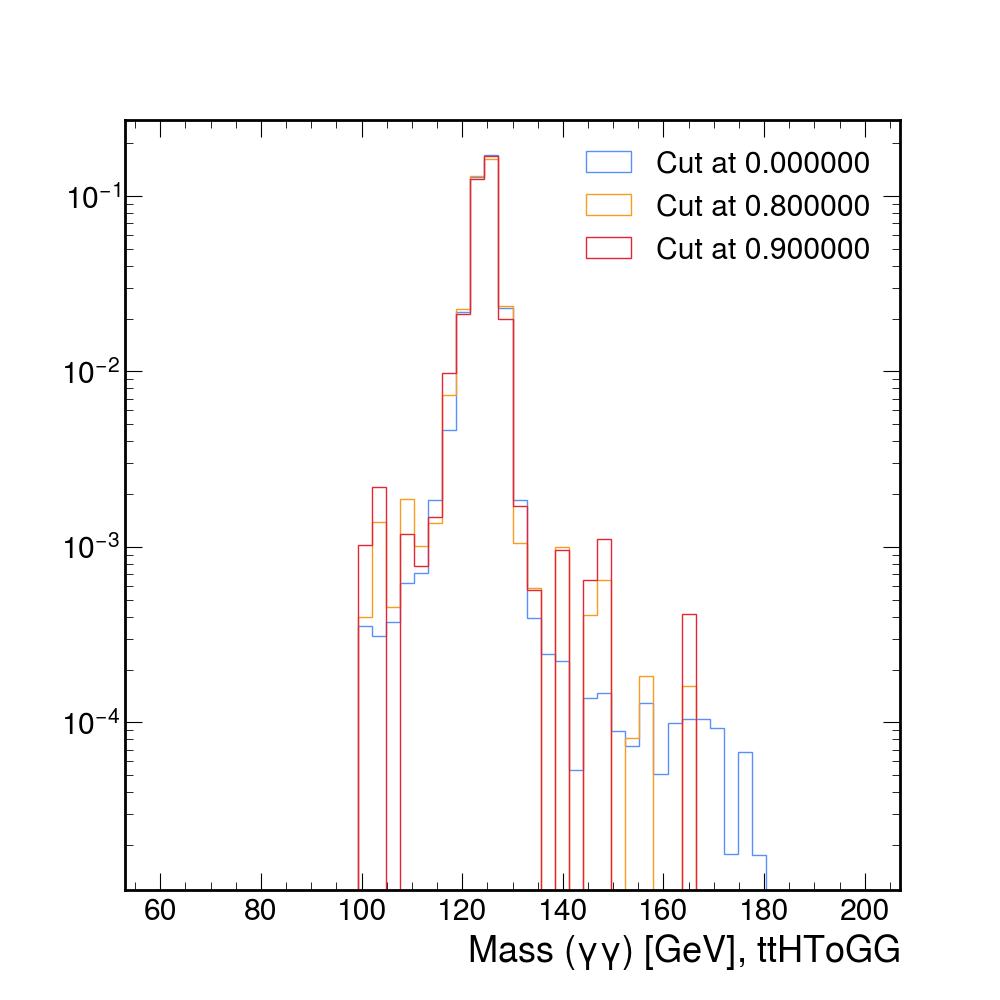 Cut at 0.000000
Cut at 0.800000
Cut at 0.900000
10⁻¹
10⁻²
10⁻³
10⁻⁴
60 80 100 120 140 160 180 200
Mass (γγ) [GeV], ttHToGG